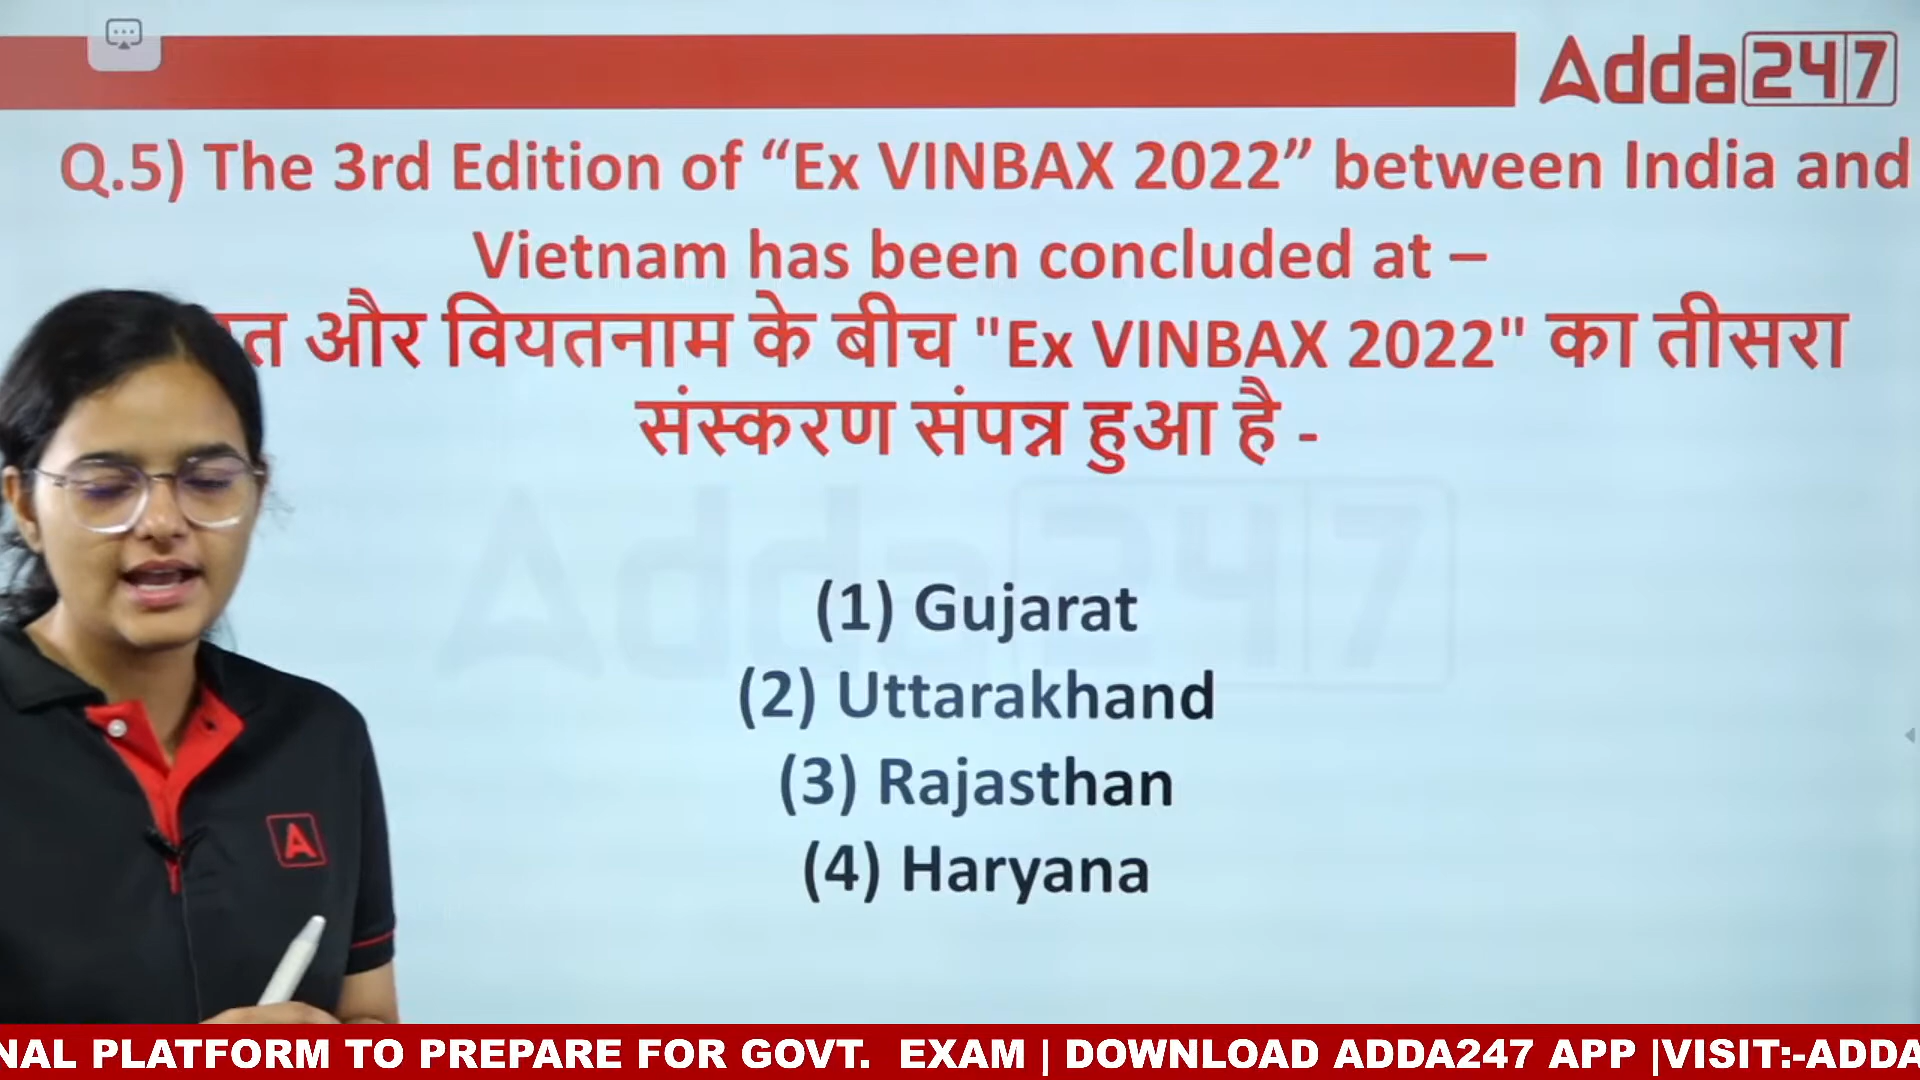 Adda247
Q.5) The 3rd Edition of “Ex VINBAX 2022” between India and
Vietnam has been concluded at –
और वियतनाम के बीच "Ex VINBAX 2022" का तीसरा
संस्करण संपन्न हुआ है -
Adda247
(1) Gujarat
(2) Uttarakhand
(3) Rajasthan
(4) Haryana
A
NAL PLATFORM TO PREPARE FOR GOVT. EXAM | DOWNLOAD ADDA247 APP |VISIT:-ADDA